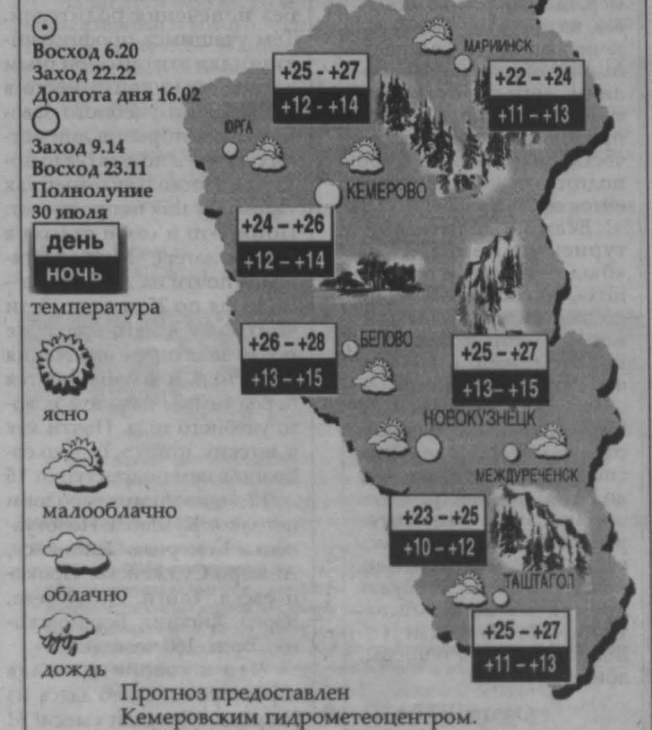 Восход 6.20
Заход 22.22
Долгота дня 16.02
Заход 9.14
Восход 23.11
Полнолуние
30 июля
день
ночь
температура
ясно
малооблачно
облачно
дождь
МАРИИНСК
+22 – +24
+11 – +13
+25 - +27
+12 - +14
ЮРГА
КЕМЕРОВО
+24 – +26
+12 – +14
БЕЛОВО
+26 – +28
+13 – +15
+25 – +27
+13– +15
НОВОКУЗНЕЦК
МЕЖДУРЕЧЕНСК
+23 – +25
+10 – +12
ТАШТАГОЛ
+25 – +27
+11 – +13
Прогноз предоставлен
Кемеровским гидрометеоцентром.